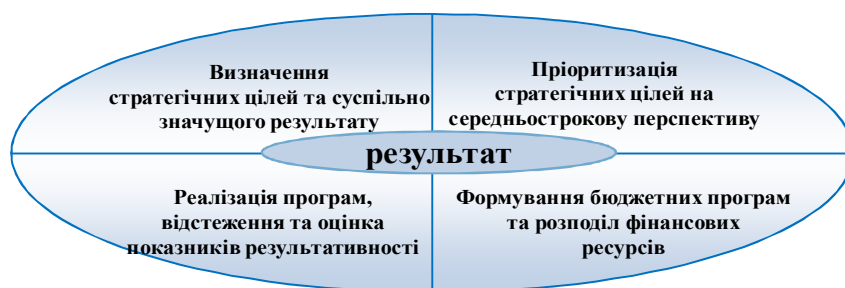 Визначення
стратегічних цілей та суспільно
значущого результату
Пріоритизація
стратегічних цілей на
середньострокову перспективу
результат
Реалізація програм,
відстеження та оцінка
показників результативності
Формування бюджетних програм
та розподіл фінансових
ресурсів